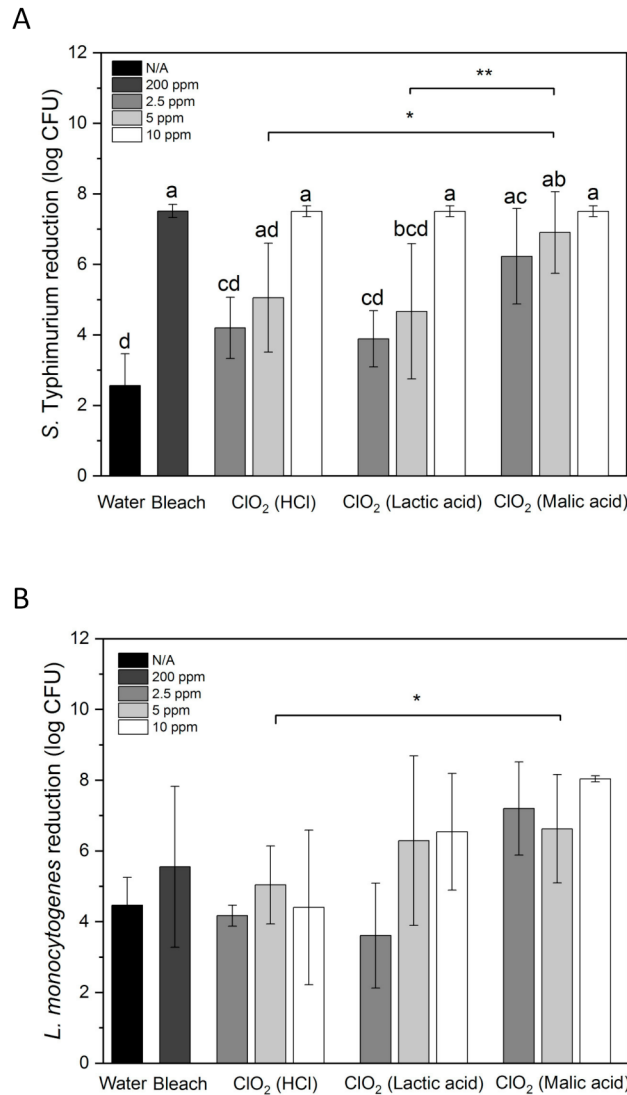 A
S. Typhimurium reduction (log CFU)
12
10
8
6
4
2
0
N/A
200 ppm
2.5 ppm
5 ppm
10 ppm
**
*
d
a
cd
ad
a
cd
bcd
a
ac
ab
a
Water
Bleach
ClO₂ (HCl)
ClO₂ (Lactic acid)
ClO₂ (Malic acid)
B
L. monocytogenes reduction (log CFU)
12
10
8
6
4
2
0
N/A
200 ppm
2.5 ppm
5 ppm
10 ppm
*
Water
Bleach
ClO₂ (HCl)
ClO₂ (Lactic acid)
ClO₂ (Malic acid)